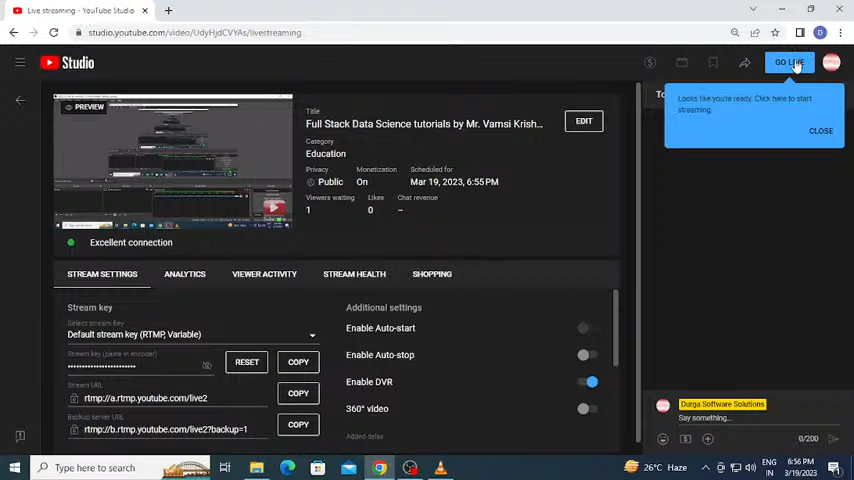 Live streaming - YouTube Studio
studio.youtube.com/video/UdyHjdCVYAs/livestreaming
D
Studio
GO LIVE
Looks like you're ready. Click here to start
streaming.
CLOSE
PREVIEW
Title
Full Stack Data Science tutorials by Mr. Vamsi Krish...
EDIT
Category
Education
Privacy Monetization Scheduled for
Public On Mar 19, 2023, 6:55 PM
Viewers waiting Likes Chat revenue
1 0 –
Excellent connection
STREAM SETTINGS ANALYTICS VIEWER ACTIVITY STREAM HEALTH SHOPPING
Stream key
Select stream key
Default stream key (RTMP, Variable)
Stream key (paste in encoder)
RESET COPY
Stream URL
rtmp://a.rtmp.youtube.com/live2
COPY
Backup server URL
rtmp://b.rtmp.youtube.com/live2?backup=1
COPY
Additional settings
Enable Auto-start
Enable Auto-stop
Enable DVR
360° video
Added delay
Durga Software Solutions
Say something...
0/200
Type here to search
26°C Haze
ENG
IN
6:56 PM
3/19/2023